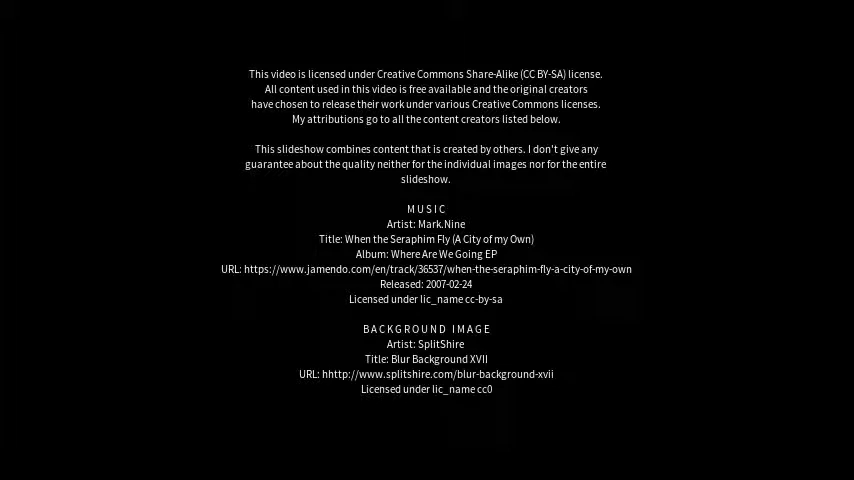 This video is licensed under Creative Commons Share-Alike (CC BY-SA) license.
All content used in this video is free available and the original creators
have chosen to release their work under various Creative Commons licenses.
My attributions go to all the content creators listed below.
This slideshow combines content that is created by others. I don't give any
guarantee about the quality neither for the individual images nor for the entire
slideshow.
MUSIC
Artist: Mark.Nine
Title: When the Seraphim Fly (A City of my Own)
Album: Where Are We Going EP
URL: https://www.jamendo.com/en/track/36537/when-the-seraphim-fly-a-city-of-my-own
Released: 2007-02-24
Licensed under lic_name cc-by-sa
BACKGROUND IMAGE
Artist: SplitShire
Title: Blur Background XVII
URL: hhttp://www.splitshire.com/blur-background-xvii
Licensed under lic_name cc0